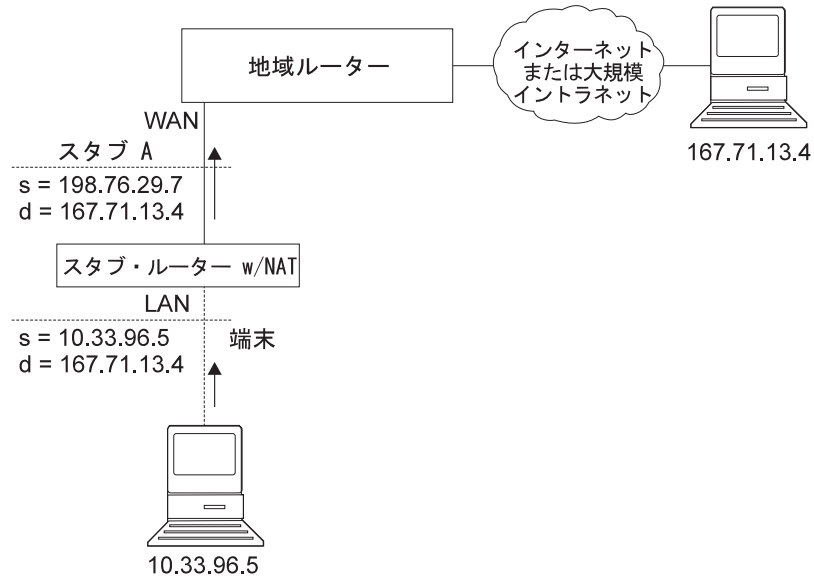 地域ルーター
インターネット
または大規模
イントラネット
167.71.13.4
WAN
スタブ A
s = 198.76.29.7
d = 167.71.13.4
スタブ・ルーター w/NAT
LAN
s = 10.33.96.5
d = 167.71.13.4
端末
10.33.96.5